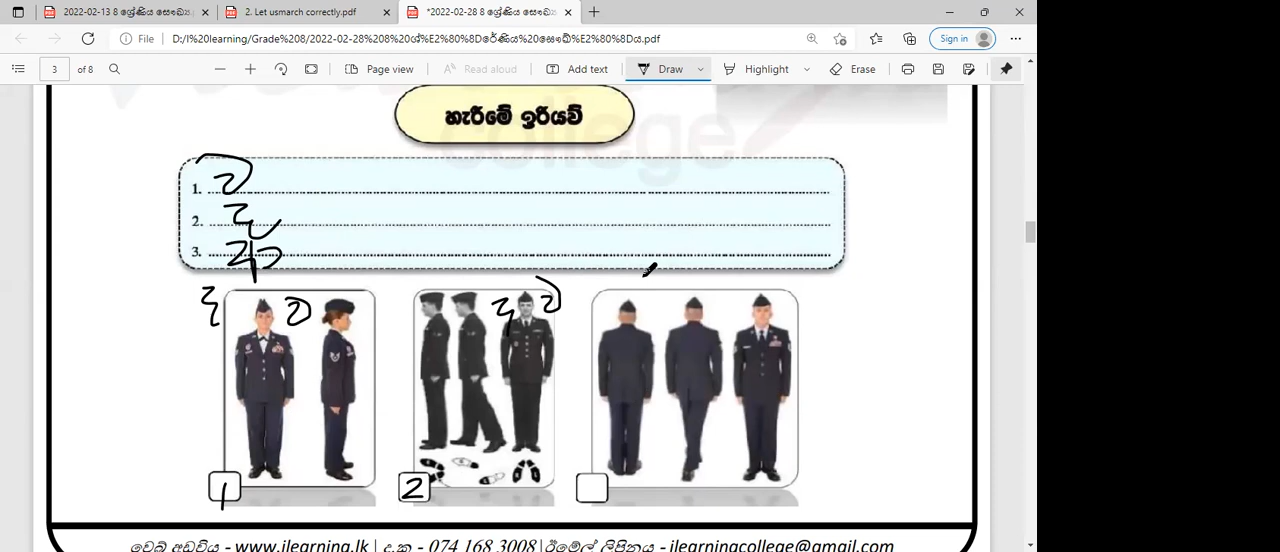 2022-02-13 8 ශ්‍රේණිය සෞඛ්‍ය.
2. Let usmarch correctly.pdf
*2022-02-28 8 ශ්‍රේණිය සෞඛ්‍ය.
File
D:/I%20learning/Grade%208/2022-02-28%208%20ශ්%E2%80%8Dරේණිය%20සෞඛ්%E2%80%8Dය.pdf
Sign in
3 of 8
Page view
Read aloud
Add text
Draw
Highlight
Erase
හැරීමේ ඉරියව්
college
1. ව
2. ද
3.
ද ව
ද ව
1
2
වෙබ් අඩවිය - www.ilearning.lk | දු.ක - 074 168 3008|ඊමේල් ලිපිනය - ilearningcollege@gmail.com